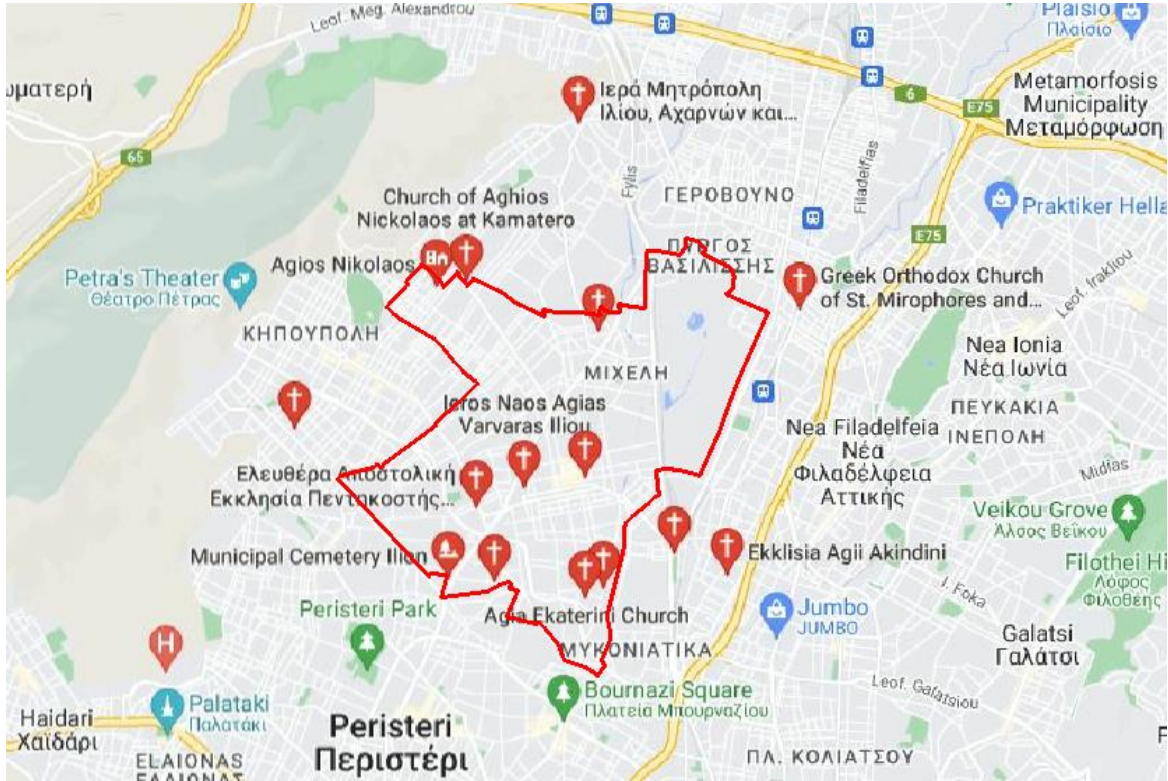 Leof. Meg. Alexandrou
Plaisio
Πλαίσιο
ωματερή
Ιερά Μητρόπολη
Ιλίου, Αχαρνών και...
6
E75
Metamorfosis
Municipality
Μεταμόρφωση
65
Fylis
Filadelfias
ΓΕΡΟΒΟΥΝΟ
Church of Aghios
Nickolaos at Kamatero
Praktiker Hella
E75
ΠΥΡΓΟΣ
ΒΑΣΙΛΙΣΣΗΣ
Agios Nikolaos
Petra's Theater
Θέατρο Πέτρας
Greek Orthodox Church
of St. Mirophores and...
Leof. Irakliou
ΚΗΠΟΥΠΟΛΗ
Nea Ionia
Νέα Ιωνία
ΜΙΧΕΛΗ
Ieros Naos Agias
Varvaras Iliou
ΠΕΥΚΑΚΙΑ
ΙΝΕΠΟΛΗ
Nea Filadelfeia
Νέα
Φιλαδέλφεια
Αττικής
Ελευθέρα Αποστολική
Εκκλησία Πεντηκοστής...
Midias
Veikou Grove
Άλσος Βεΐκου
Municipal Cemetery Ilion
Ekklisia Agii Akindini
Filothei Hi
Λόφος
Φιλοθέης
I. Foka
Peristeri Park
Agia Ekaterini Church
Jumbo
JUMBO
Galatsi
Γαλάτσι
H
ΜΥΚΟΝΙΑΤΙΚΑ
Leof. Galatsiou
Bournazi Square
Πλατεία Μπουρναζίου
Palataki
Παλατάκι
Haidari
Χαϊδάρι
Peristeri
Περιστέρι
ELAIONAS
ΕΛΑΙΩΝΑΣ
ΠΛ. ΚΟΛΙΑΤΣΟΥ